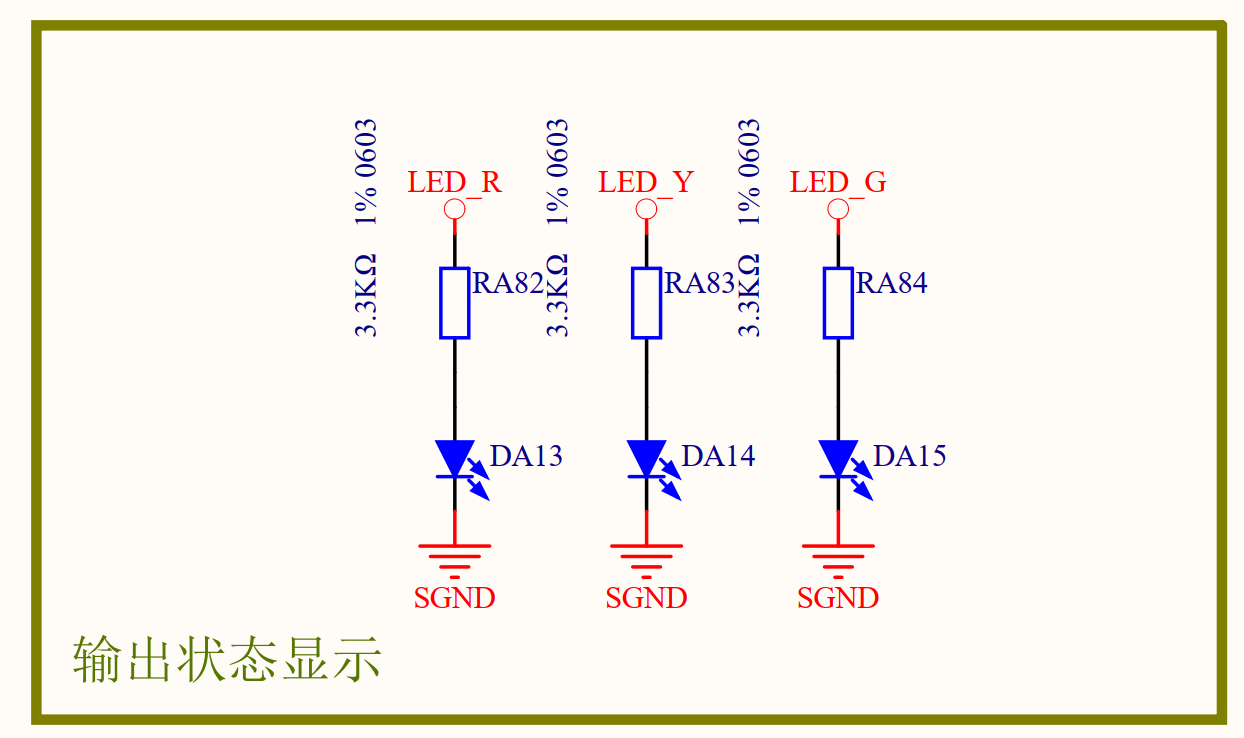 3.3KΩ 1% 0603
LED_R
RA82
DA13
SGND
3.3KΩ 1% 0603
LED_Y
RA83
DA14
SGND
3.3KΩ 1% 0603
LED_G
RA84
DA15
SGND
输出状态显示